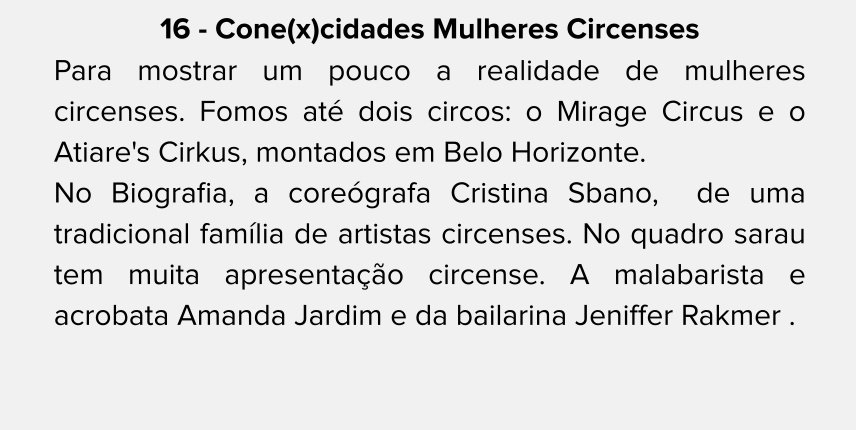 16 - Cone(x)cidades Mulheres Circenses
Para mostrar um pouco a realidade de mulheres
circenses. Fomos até dois circos: o Mirage Circus e o
Atiare's Cirkus, montados em Belo Horizonte.
No Biografia, a coreógrafa Cristina Sbano, de uma
tradicional família de artistas circenses. No quadro sarau
tem muita apresentação circense. A malabarista e
acrobata Amanda Jardim e da bailarina Jeniffer Rakmer .